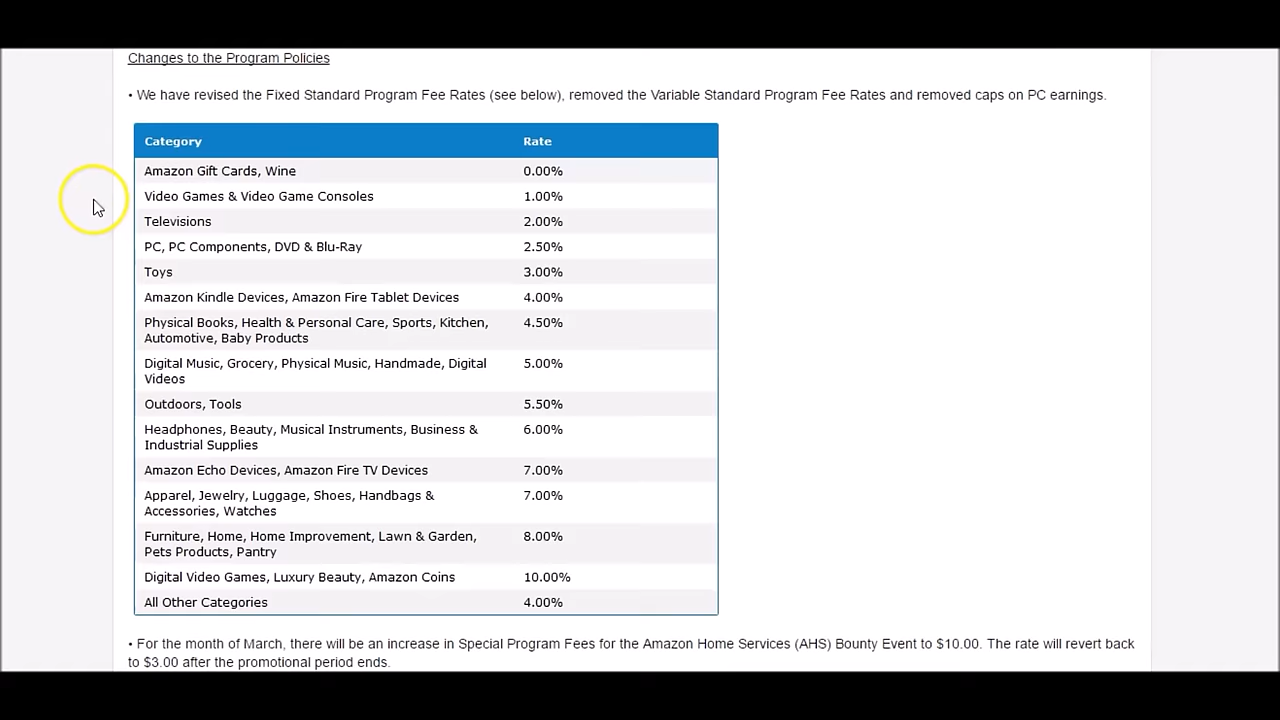 Changes to the Program Policies
• We have revised the Fixed Standard Program Fee Rates (see below), removed the Variable Standard Program Fee Rates and removed caps on PC earnings.
Category Rate
Amazon Gift Cards, Wine 0.00%
Video Games & Video Game Consoles 1.00%
Televisions 2.00%
PC, PC Components, DVD & Blu-Ray 2.50%
Toys 3.00%
Amazon Kindle Devices, Amazon Fire Tablet Devices 4.00%
Physical Books, Health & Personal Care, Sports, Kitchen, 4.50%
Automotive, Baby Products
Digital Music, Grocery, Physical Music, Handmade, Digital 5.00%
Videos
Outdoors, Tools 5.50%
Headphones, Beauty, Musical Instruments, Business & 6.00%
Industrial Supplies
Amazon Echo Devices, Amazon Fire TV Devices 7.00%
Apparel, Jewelry, Luggage, Shoes, Handbags & 7.00%
Accessories, Watches
Furniture, Home, Home Improvement, Lawn & Garden, 8.00%
Pets Products, Pantry
Digital Video Games, Luxury Beauty, Amazon Coins 10.00%
All Other Categories 4.00%
• For the month of March, there will be an increase in Special Program Fees for the Amazon Home Services (AHS) Bounty Event to $10.00. The rate will revert back
to $3.00 after the promotional period ends.